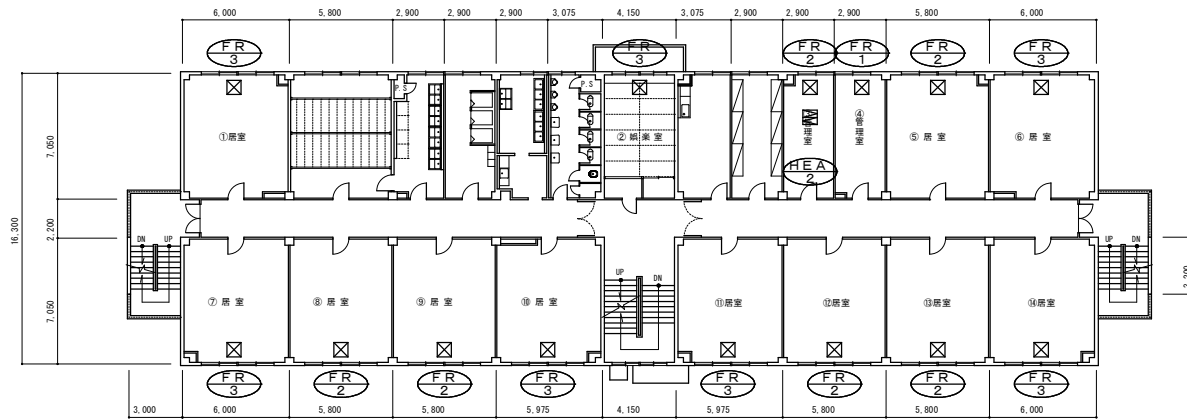 6,000 5,800 2,900 2,900 2,900 3,075 4,150 3,075 2,900 2,900 2,900 5,800 6,000
FR 3
FR 3
FR 2
FR 1
FR 2
FR 3
P.S
P.S
①居室
②娯楽室
理室
④管理室
⑤居室
⑥居室
HEA 2
7,050
2,200
7,050
16,300
DN UP
UP DN
UP DN
2,200
⑦居室
⑧居室
⑨居室
⑩居室
⑪居室
⑫居室
⑬居室
⑭居室
FR 3
FR 2
FR 2
FR 3
FR 3
FR 2
FR 2
FR 3
3,000 6,000 5,800 5,800 5,975 4,150 5,975 5,800 5,800 6,000